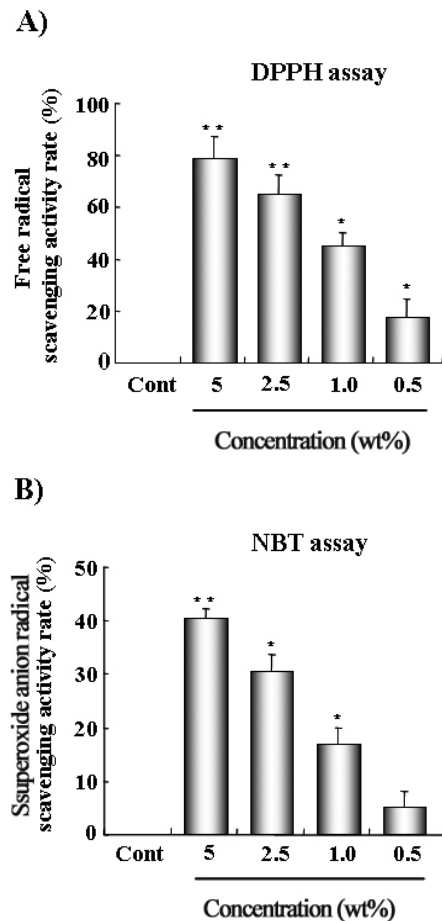 A)
DPPH assay
Free radical
scavenging activity rate (%)
100
80
60
40
20
0
**
**
*
*
Cont 5 2.5 1.0 0.5
Concentration (wt%)
B)
NBT assay
Ssuperoxide anion radical
scavenging activity rate (%)
50
40
30
20
10
0
**
*
*
Cont 5 2.5 1.0 0.5
Concentration (wt%)